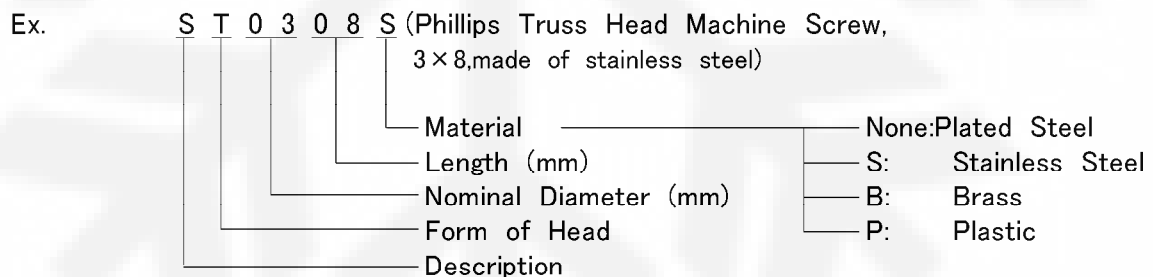 Ex. S T 0 3 0 8 S (Phillips Truss Head Machine Screw,
3×8,made of stainless steel)
Material None:Plated Steel
Length (mm) S: Stainless Steel
Nominal Diameter (mm) B: Brass
Form of Head P: Plastic
Description